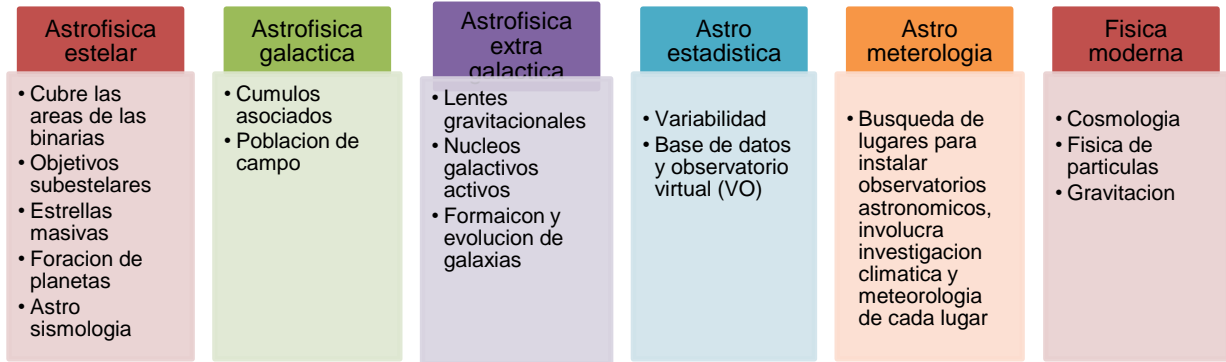 Astrofisica
estelar
• Cubre las
areas de las
binarias
• Objetivos
subestelares
• Estrellas
masivas
• Foracion de
planetas
• Astro
sismologia
Astrofisica
galactica
• Cumulos
asociados
• Poblacion de
campo
Astrofisica
extra
galactica
• Lentes
gravitacionales
• Nucleos
galactivos
activos
• Formaicon y
evolucion de
galaxias
Astro
estadistica
• Variabilidad
• Base de datos
y observatorio
virtual (VO)
Astro
meterologia
• Busqueda de
lugares para
instalar
observatorios
astronomicos,
involucra
investigacion
climatica y
meteorologia
de cada lugar
Fisica
moderna
• Cosmologia
• Fisica de
particulas
• Gravitacion